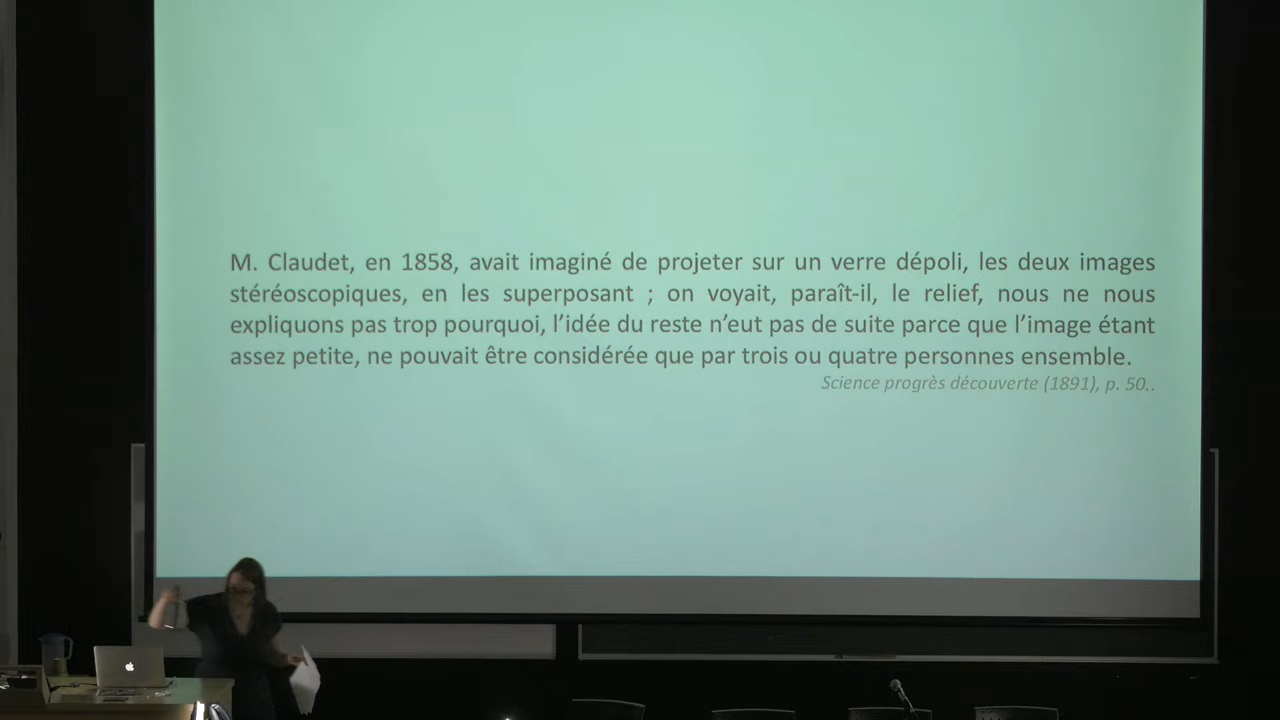 M. Claudet, en 1858, avait imaginé de projeter sur un verre dépoli, les deux images
stéréoscopiques, en les superposant ; on voyait, paraît-il, le relief, nous ne nous
expliquons pas trop pourquoi, l’idée du reste n’eut pas de suite parce que l’image étant
assez petite, ne pouvait être considérée que par trois ou quatre personnes ensemble.
Science progrès découverte (1891), p. 50..